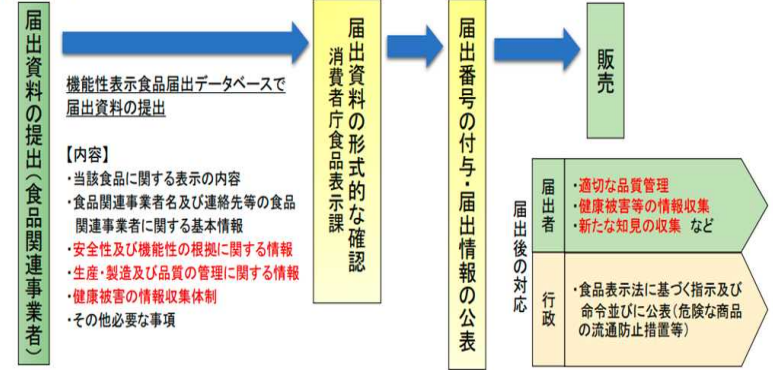 届出資料の提出(食品関連事業者)
機能性表示食品届出データベースで
届出資料の提出
【内容】
・当該食品に関する表示の内容
・食品関連事業者名及び連絡先等の食品
関連事業者に関する基本情報
・安全性及び機能性の根拠に関する情報
・生産・製造及び品質の管理に関する情報
・健康被害の情報収集体制
・その他必要な事項
届出資料の形式的な確認
消費者庁食品表示課
届出番号の付与・届出情報の公表
販売
届出後の対応
届出者
・適切な品質管理
・健康被害等の情報収集
・新たな知見の収集 など
行政
・食品表示法に基づく指示及び
命令並びに公表(危険な商品
の流通防止措置等)